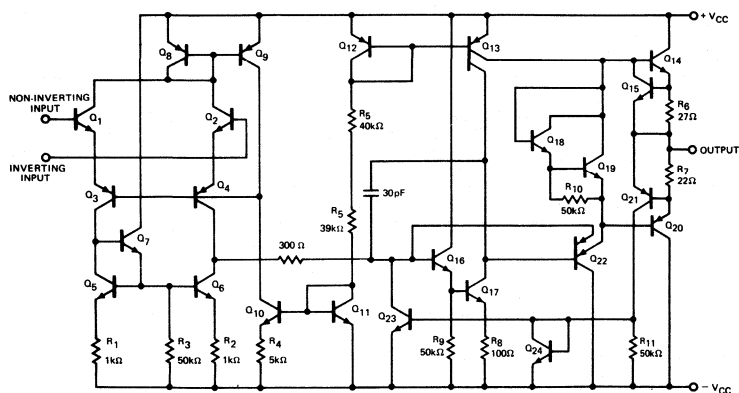 + VCC
Q8
Q9
Q12
Q13
Q14
Q15
NON-INVERTING
INPUT
Q1
Q2
R5
40kΩ
R6
27Ω
Q18
OUTPUT
INVERTING
INPUT
Q19
R7
22Ω
Q3
Q4
30pF
R10
50kΩ
Q21
Q20
Q7
R5
39kΩ
300 Ω
Q16
Q22
Q5
Q6
Q17
Q10
Q11
Q23
R1
1kΩ
R3
50kΩ
R2
1kΩ
R4
5kΩ
R9
50kΩ
R8
100Ω
Q24
R11
50kΩ
− VCC